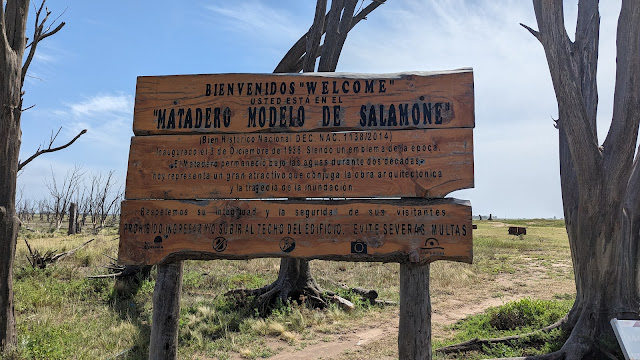 BIENVENIDOS "WELCOME"
USTED ESTA EN EL
"MATADERO MODELO DE SALAMONE"
(Bien Histórico Nacional DEC. NAC. 1138/2014)
Inaugurado el 3 de Diciembre de 1938. Siendo un emblema de la época.
El Matadero permaneció bajo las aguas durante dos décadas,
hoy representa un gran atractivo que conjuga la obra arquitectónica
y la tragedia de la inundación.
Respetemos su integridad y la seguridad de sus visitantes.
PROHIBIDO INGRESAR Y/O SUBIR AL TECHO DEL EDIFICIO. EVITE SEVERAS MULTAS